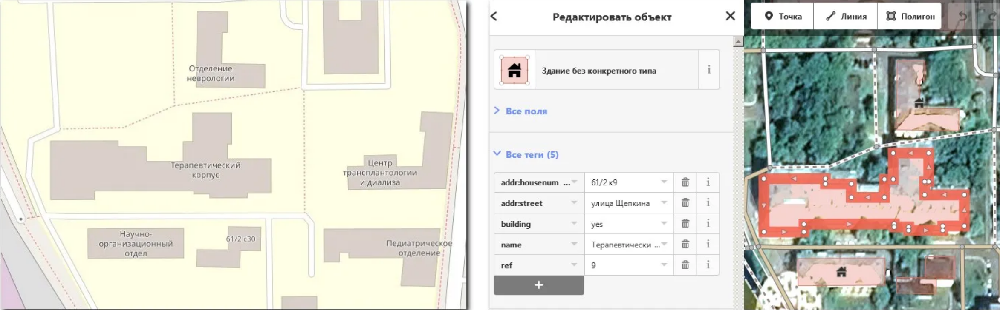 Отделение
неврологии
Терапевтический
корпус
Центр
трансплантологии
и диализа
Научно-
организационный
отдел
61/2 с30
Педиатрическое
отделение
Редактировать объект
Здание без конкретного типа
i
Все поля
Все теги (5)
addr:housenum ... 61/2 к9 i
addr:street улица Щепкина i
building yes i
name Терапевтически ... i
ref 9 i
+
Точка Линия Полигон